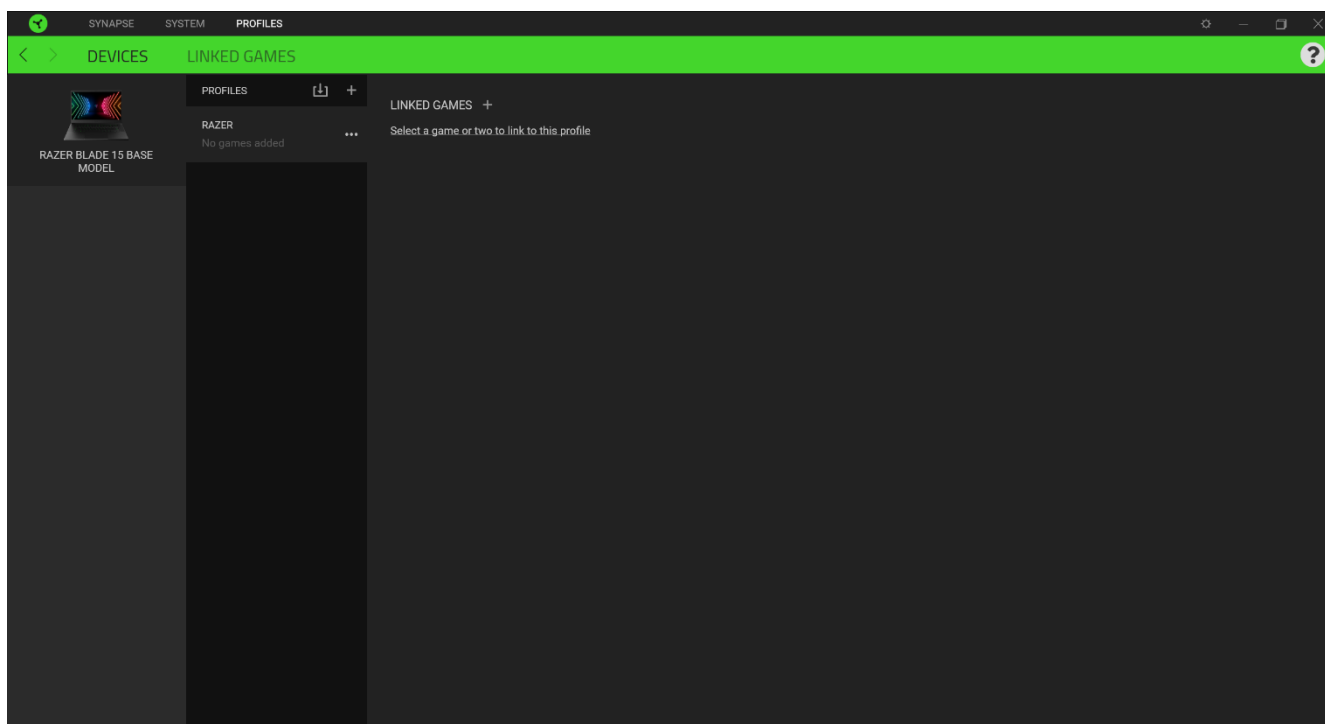 SYNAPSE SYSTEM PROFILES
DEVICES LINKED GAMES
?
RAZER BLADE 15 BASE
MODEL
PROFILES
RAZER
No games added
LINKED GAMES +
Select a game or two to link to this profile